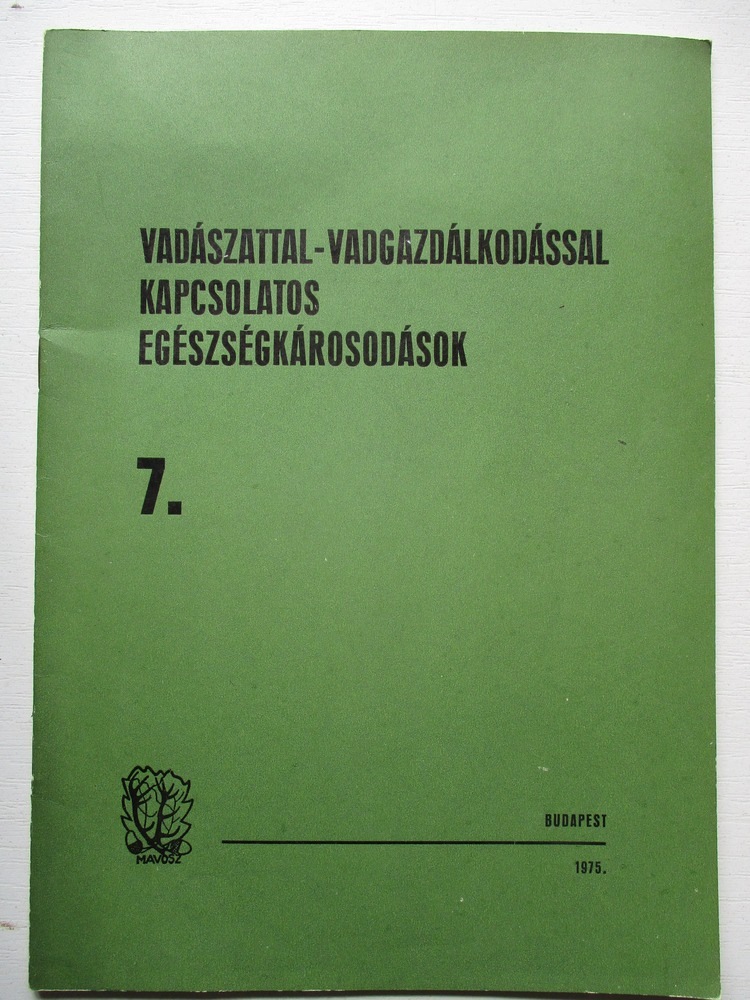 VADÁSZATTAL-VADGAZDÁLKODÁSSAL
KAPCSOLATOS
EGÉSZSÉGKÁROSODÁSOK
7.
MAVOSZ
BUDAPEST
1975.